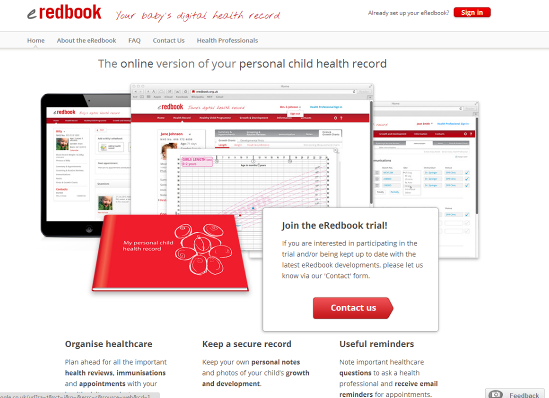 eredbook
Your baby's digital health record
Already set up your eRedbook? Sign in
Home About the eRedbook FAQ Contact Us Health Professionals
The online version of your personal child health record
eredbook
GIRLS LENGTH
My personal child
health record
Join the eRedbook trial!
If you are interested in participating in the
trial and/or being kept up to date with the
latest eRedbook developments, please let us
know via our 'Contact' form.
Contact us
Organise healthcare
Plan ahead for all the important
health reviews, immunisations
and appointments with your
Keep a secure record
Keep your own personal notes
and photos of your child's growth
and development.
Useful reminders
Note important healthcare
questions to ask a health
professional and receive email
reminders for appointments.
Feedback